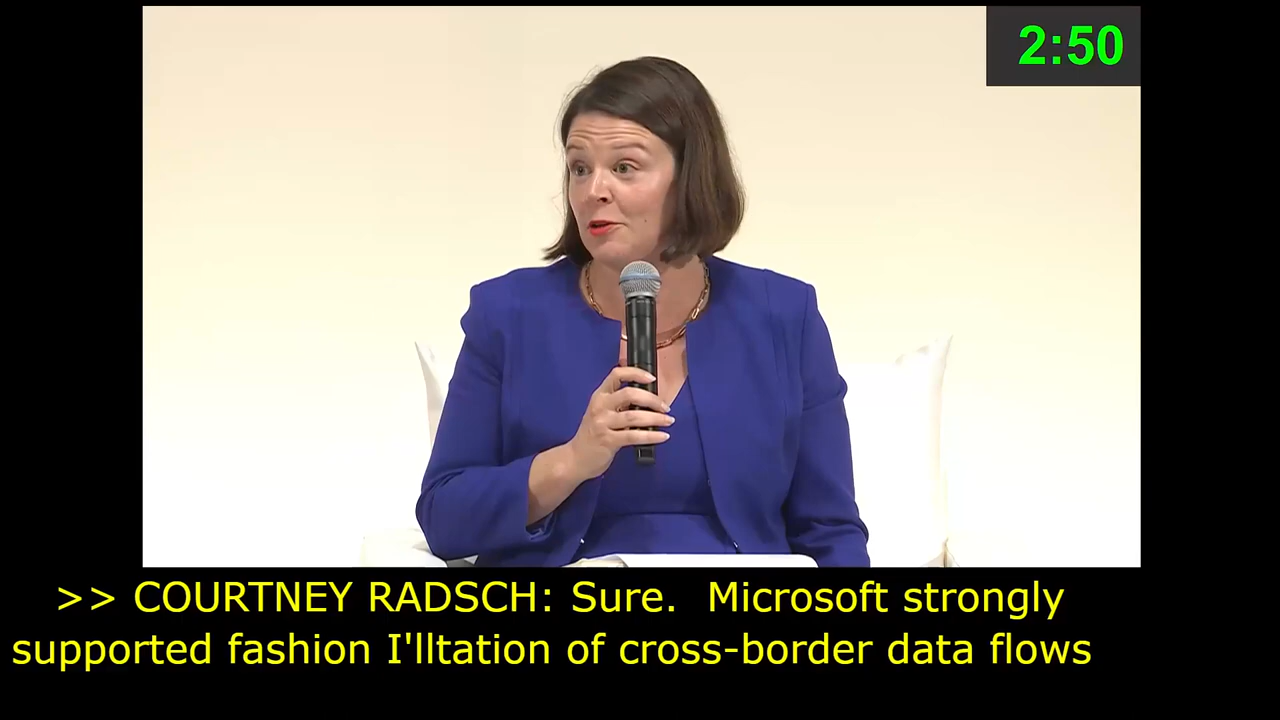 2:50
>> COURTNEY RADSCH: Sure.  Microsoft strongly
supported fashion I'lltation of cross-border data flows